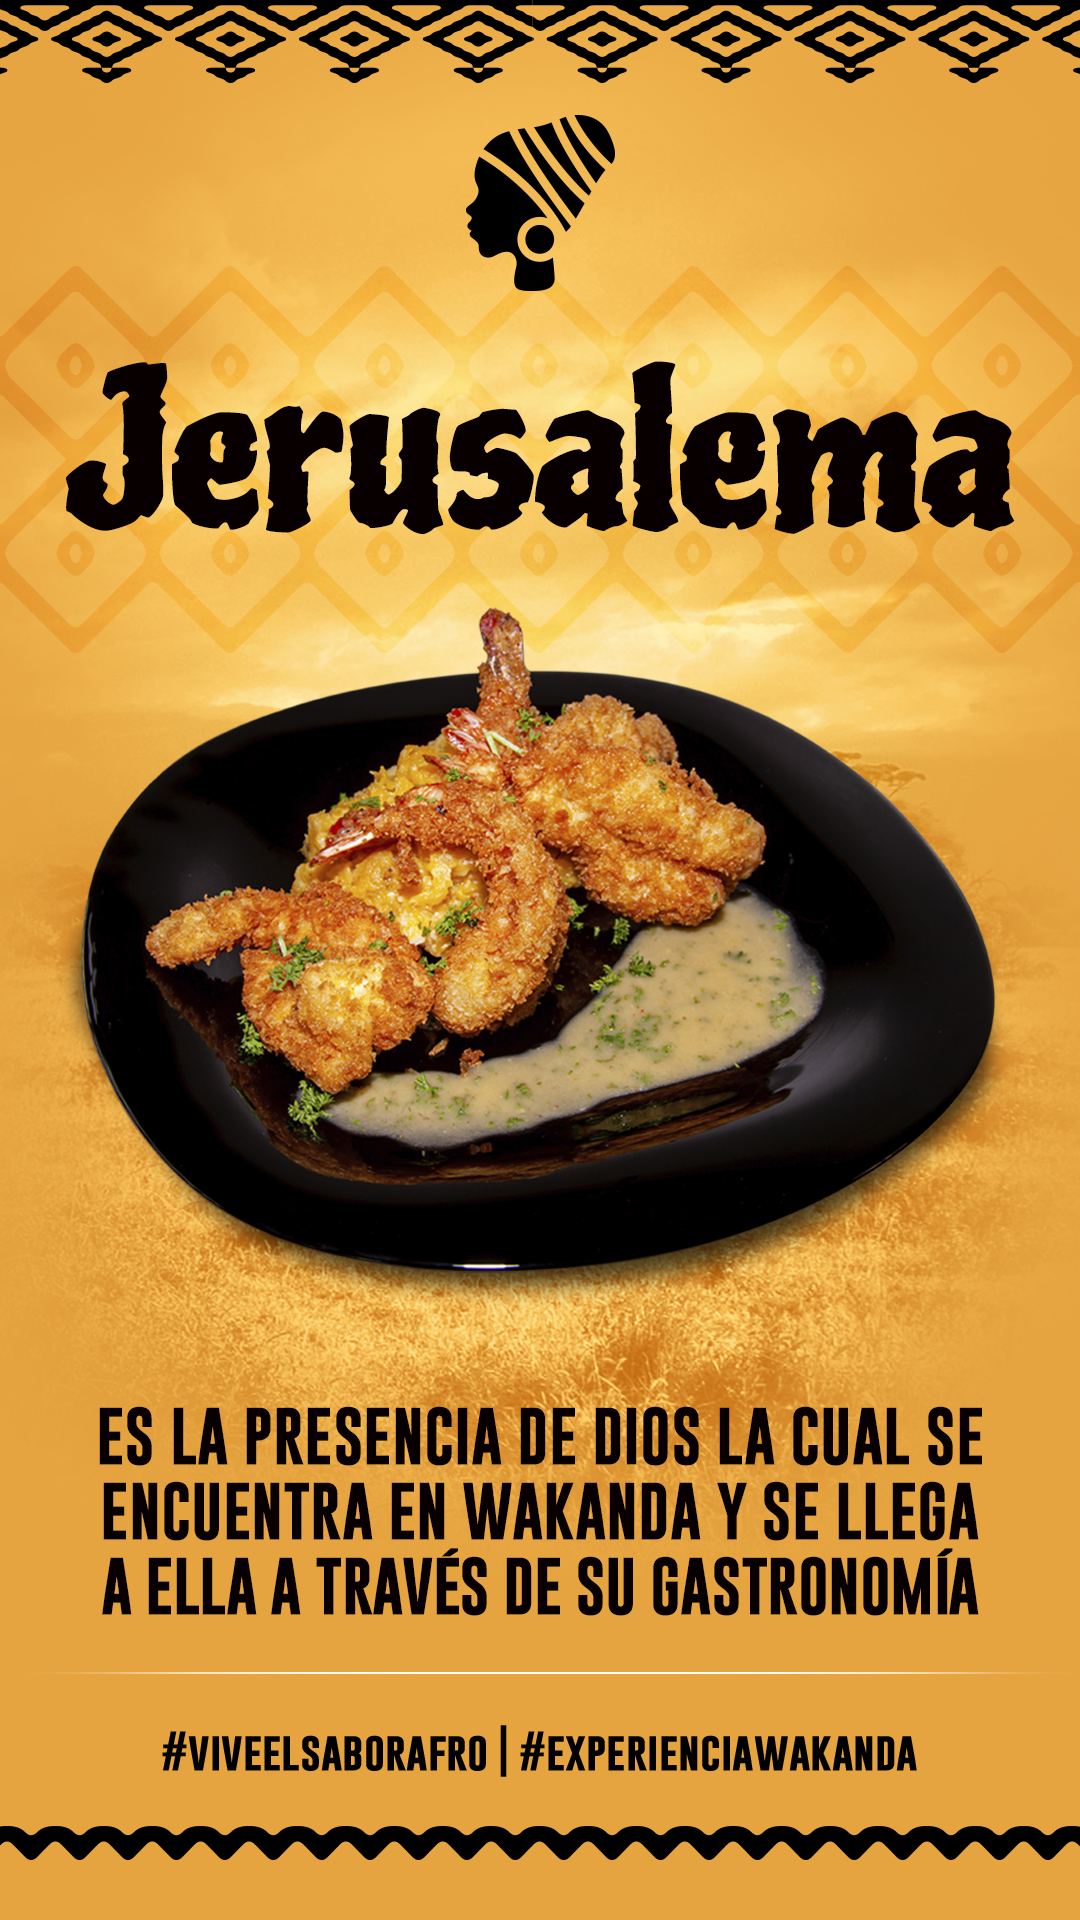 Jerusalema
ES LA PRESENCIA DE DIOS LA CUAL SE
ENCUENTRA EN WAKANDA Y SE LLEGA
A ELLA A TRAVÉS DE SU GASTRONOMÍA
#VIVEELSABORAFRO | #EXPERIENCIAWAKANDA